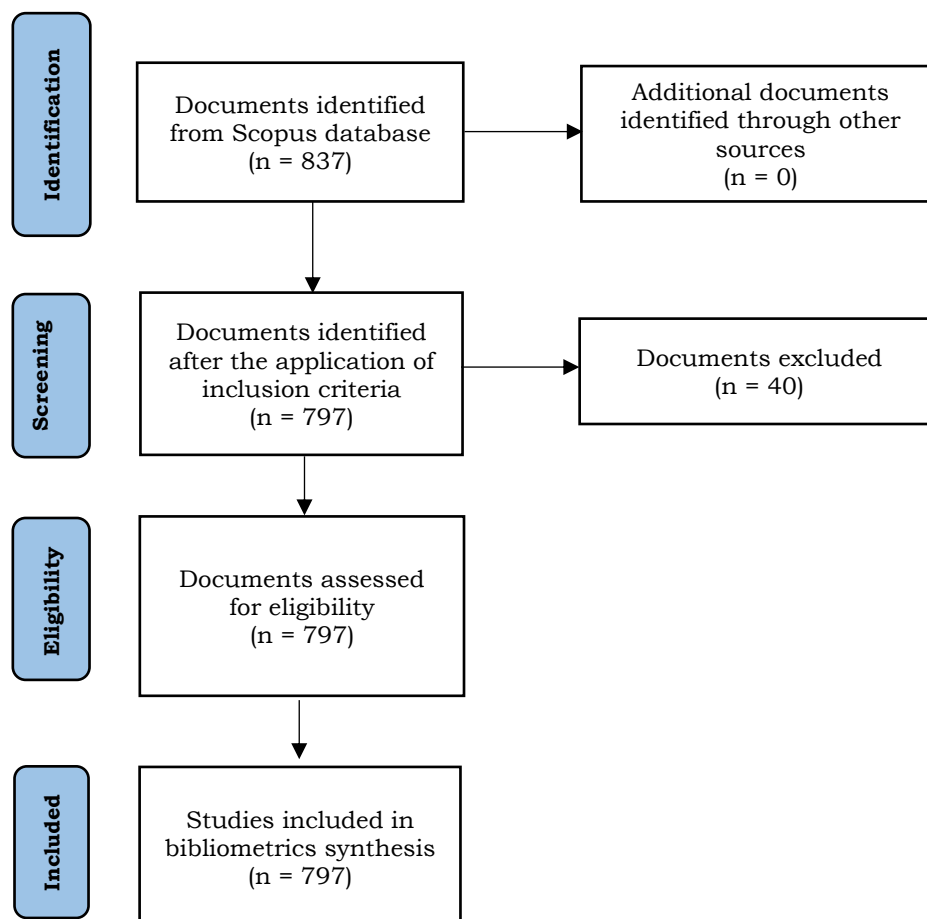 Identification
Documents identified
from Scopus database
(n = 837)
Additional documents
identified through other
sources
(n = 0)
Screening
Documents identified
after the application of
inclusion criteria
(n = 797)
Documents excluded
(n = 40)
Eligibility
Documents assessed
for eligibility
(n = 797)
Included
Studies included in
bibliometrics synthesis
(n = 797)